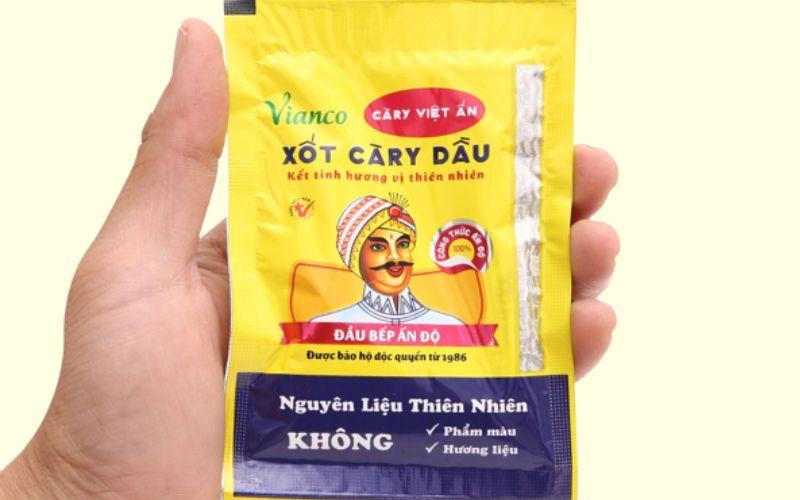 Vianco
CÀRY VIỆT ẤN
XỐT CÀRY DẦU
Kết tinh hương vị thiên nhiên
CÔNG THỨC ẤN ĐỘ
100%
ĐẦU BẾP ẤN ĐỘ
Được bảo hộ độc quyền từ 1986
Nguyên Liệu Thiên Nhiên
KHÔNG
✓ Phẩm màu
✓ Hương liệu